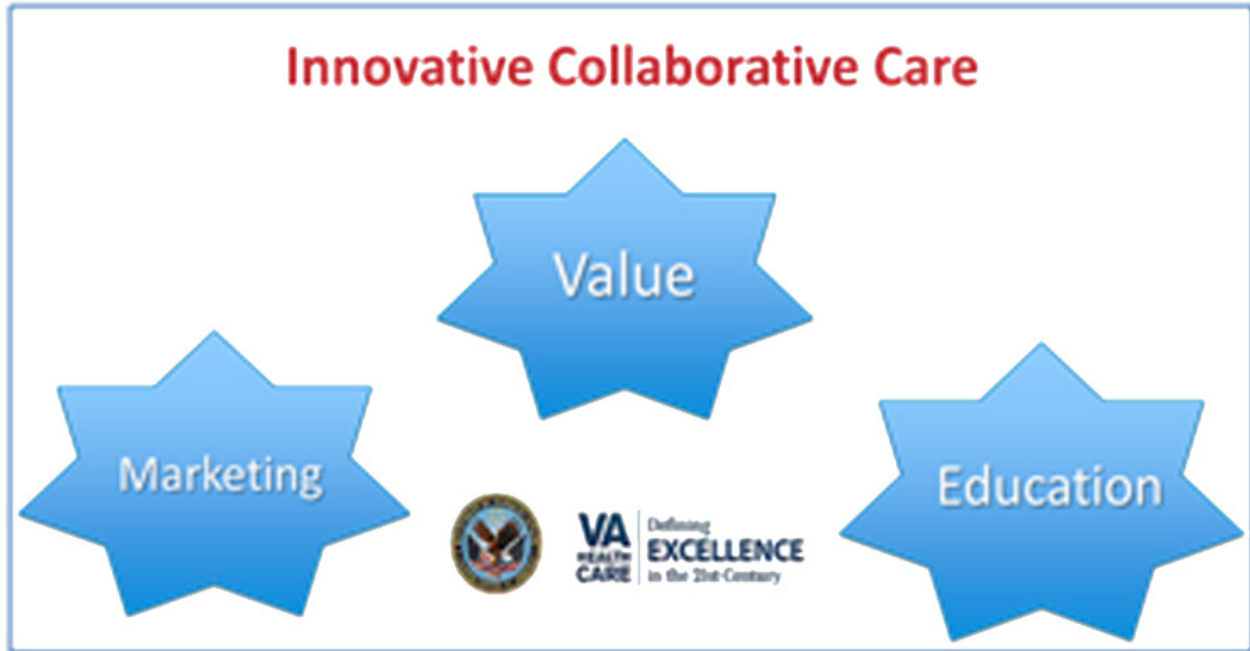 Innovative Collaborative Care
Value
Marketing
Education
VA
HEALTH
CARE
Defining
EXCELLENCE
in the 21st Century